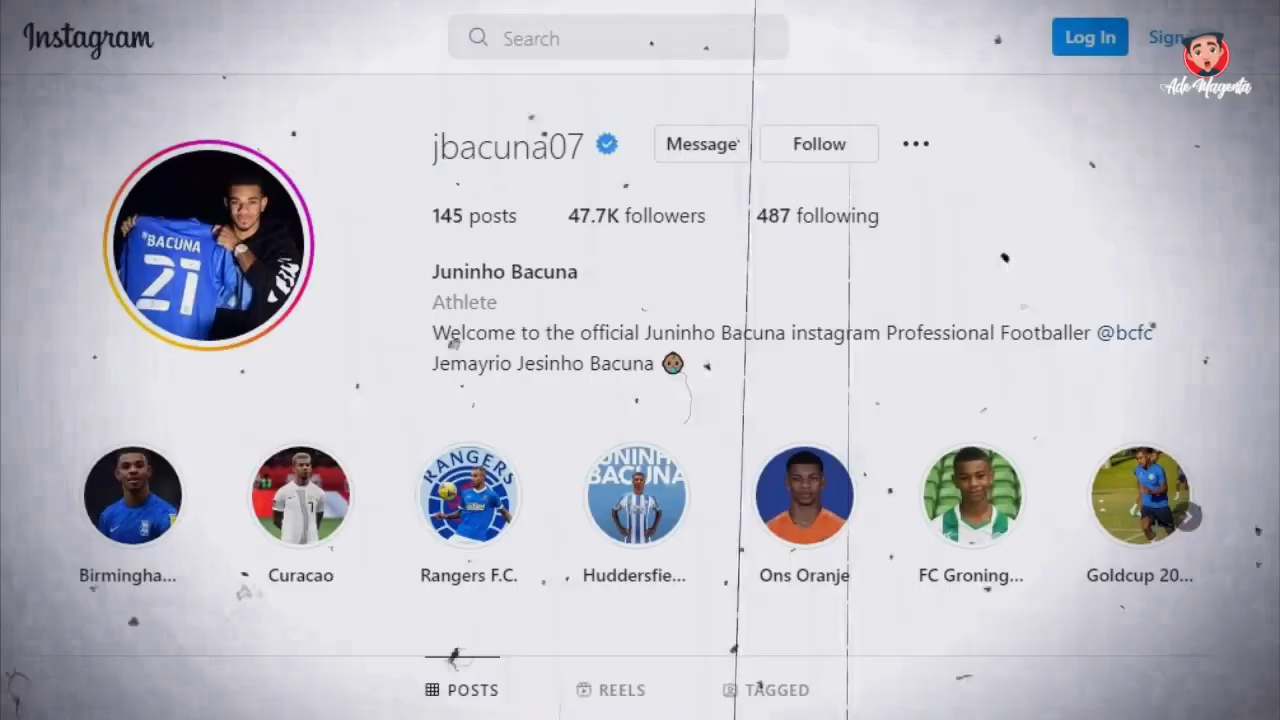 Instagram
Search
Log In
Sign
Ade Magenta
jbacuna07
Message
Follow
145 posts
47.7K followers
487 following
Juninho Bacuna
Athlete
Welcome to the official Juninho Bacuna instagram Professional Footballer @bcfc
Jemayrio Jesinho Bacuna
BACUNA
21
RANGERS
JUNINHO
BACUNA
7
Birmingha...
Curacao
Rangers F.C.
Huddersfie...
Ons Oranje
FC Groning...
Goldcup 20...
POSTS
REELS
TAGGED